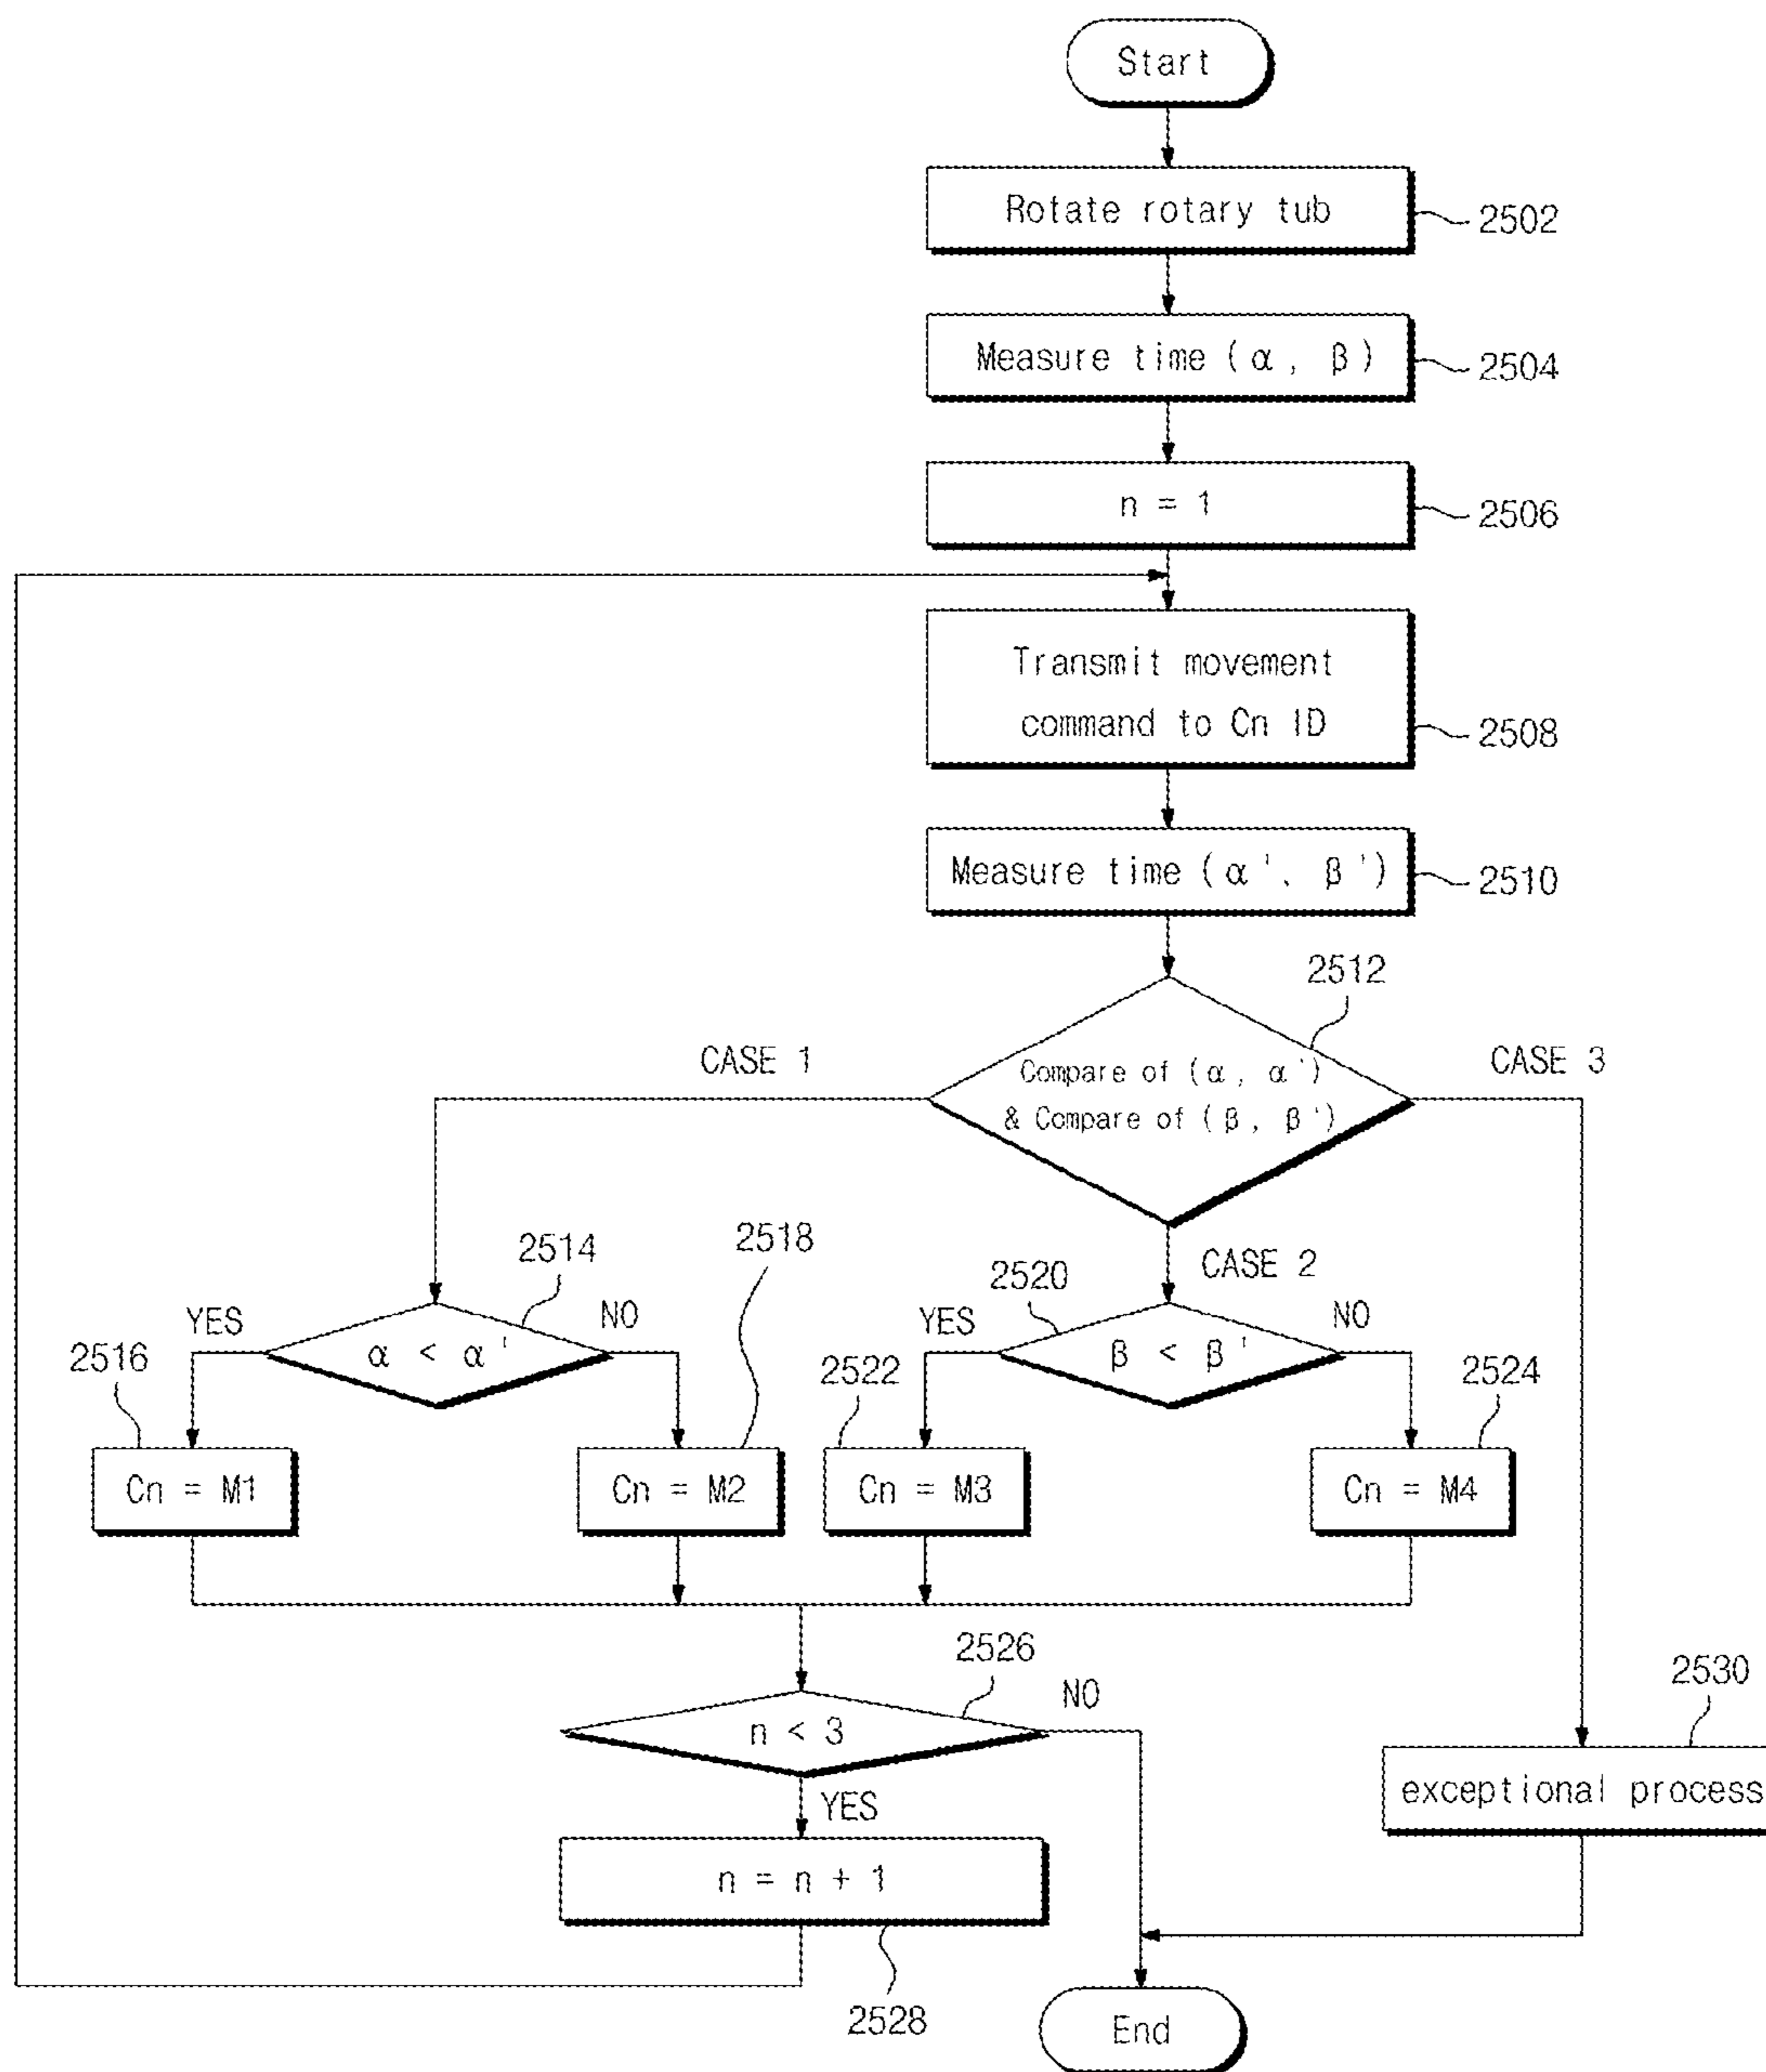 Start
Rotate rotary tub
2502
Measure time (α, β)
2504
n = 1
2506
Transmit movement
command to Cn ID
2508
Measure time (α', β')
2510
2512
CASE 1
Compare of (α, α')
& Compare of (β, β')
CASE 3
CASE 2
2514
2518
2520
YES
α < α'
NO
YES
β < β'
NO
2516
2522
2524
Cn = M1
Cn = M2
Cn = M3
Cn = M4
2526
n < 3
NO
2530
YES
exceptional process
n = n + 1
2528
End